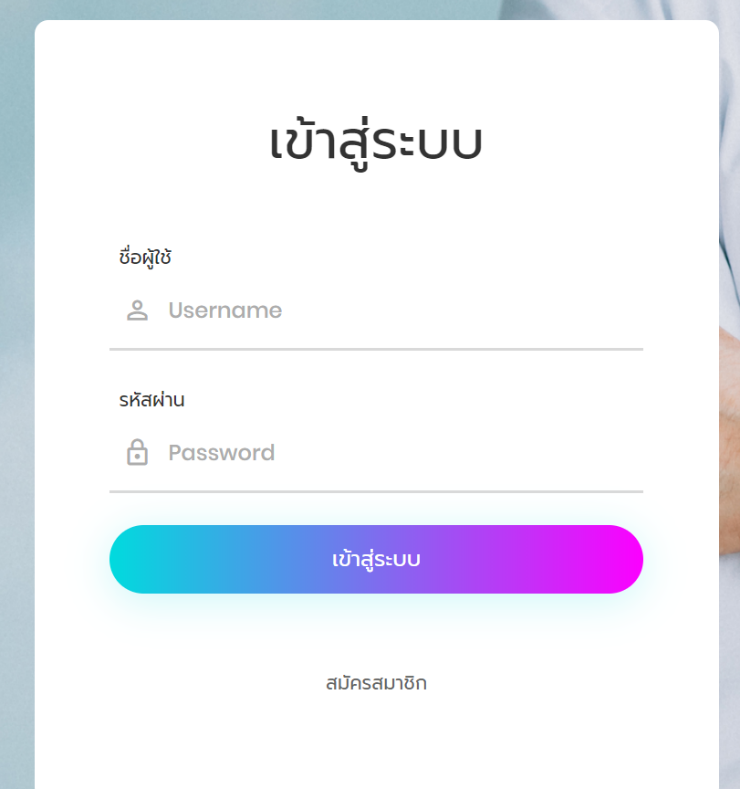 เข้าสู่ระบบ
ชื่อผู้ใช้
Username
รหัสผ่าน
Password
เข้าสู่ระบบ
สมัครสมาชิก